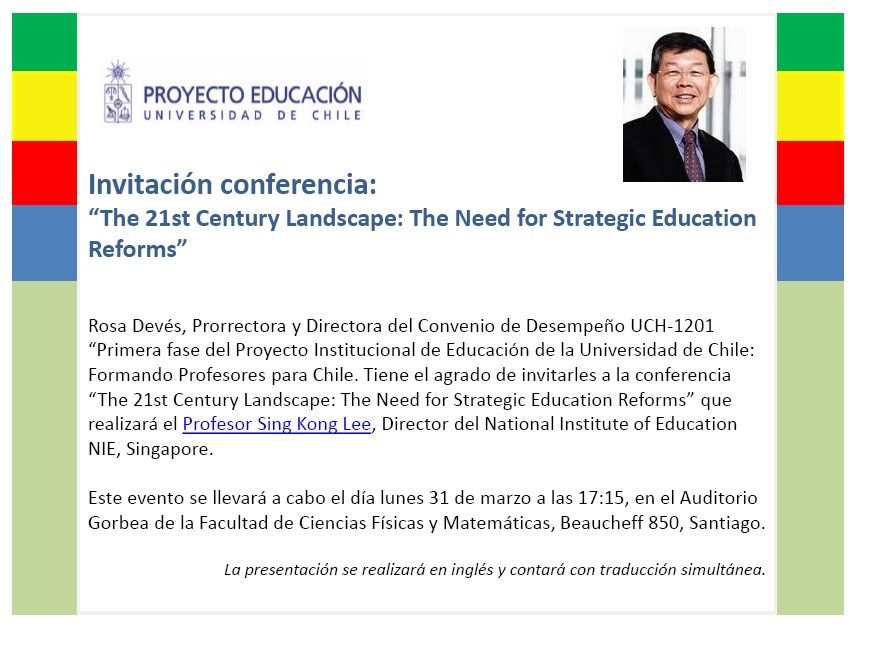 PROYECTO EDUCACIÓN
UNIVERSIDAD DE CHILE
Invitación conferencia:
“The 21st Century Landscape: The Need for Strategic Education
Reforms”
Rosa Devés, Prorrectora y Directora del Convenio de Desempeño UCH-1201
“Primera fase del Proyecto Institucional de Educación de la Universidad de Chile:
Formando Profesores para Chile. Tiene el agrado de invitarles a la conferencia
“The 21st Century Landscape: The Need for Strategic Education Reforms” que
realizará el Profesor Sing Kong Lee, Director del National Institute of Education
NIE, Singapore.
Este evento se llevará a cabo el día lunes 31 de marzo a las 17:15, en el Auditorio
Gorbea de la Facultad de Ciencias Físicas y Matemáticas, Beaucheff 850, Santiago.
La presentación se realizará en inglés y contará con traducción simultánea.